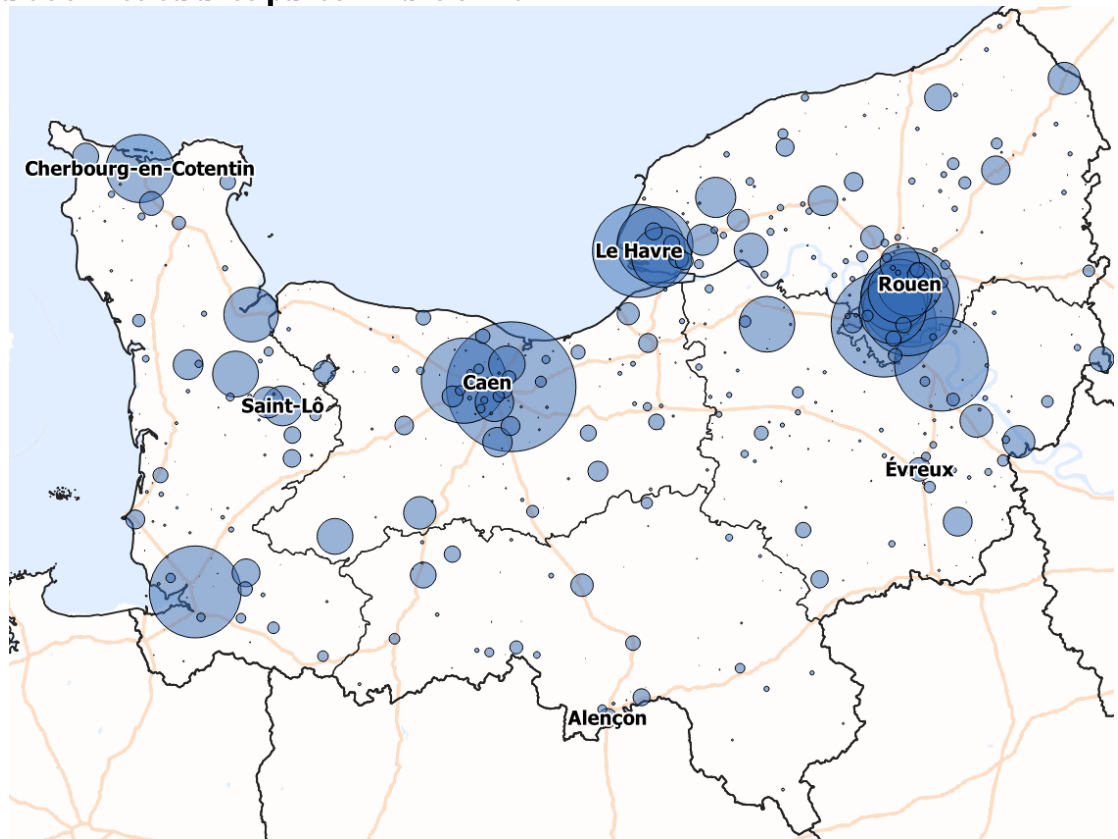 Cherbourg-en-Cotentin
Le Havre
Rouen
Caen
Saint-Lô
Évreux
Alençon